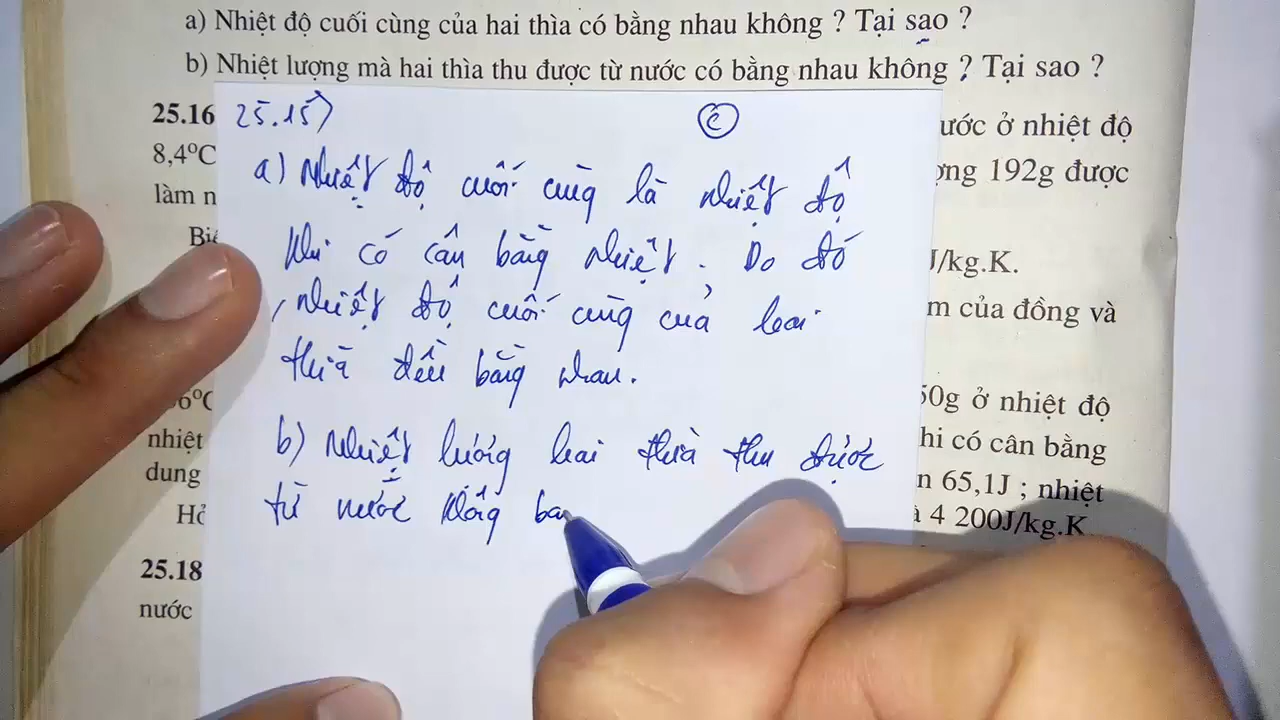 a) Nhiệt độ cuối cùng của hai thìa có bằng nhau không ? Tại sao ?
b) Nhiệt lượng mà hai thìa thu được từ nước có bằng nhau không ? Tại sao ?
25.16
ước ở nhiệt độ
8,4°C
ng 192g được
làm n
Bi
J/kg.K.
m của đồng và
6°C
50g ở nhiệt độ
nhiệt
hi có cân bằng
dung
n 65,1J ; nhiệt
4 200J/kg.K
25.18
nước
25.15)
c
a) Nhiệt độ cuối cùng là nhiệt độ
khi có cân bằng nhiệt. Do đó
, nhiệt độ cuối cùng của hai
thìa đều bằng nhau.
b) Nhiệt lượng hai thìa thu được
từ nước không ba